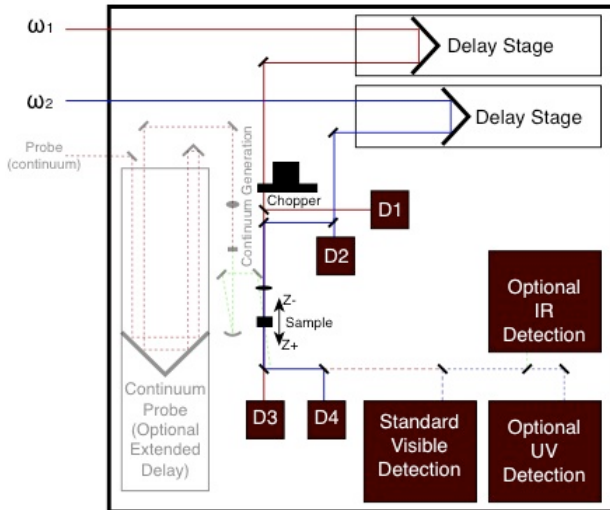 ω1
Delay Stage
ω2
Delay Stage
Probe
(continuum)
Continuum Generation
Chopper
D1
D2
Z-
Sample
Z+
Optional
IR
Detection
Continuum
Probe
(Optional
Extended
Delay)
D3
D4
Standard
Visible
Detection
Optional
UV
Detection